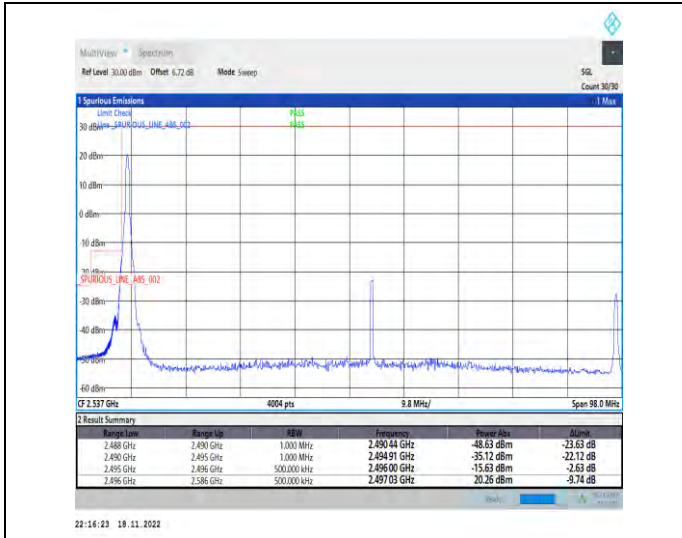 MultiView Spectrum
Ref Level 30.00 dBm Offset 6.72 dB Mode Sweep SGL
Count 30/30
1 Spurious Emissions 1 Max
Limit Check PASS
30 dBm Line _SPURIOUS_LINE_ABS_002 PASS
20 dBm
10 dBm
0 dBm
-10 dBm
-20 dBm
_SPURIOUS_LINE_ABS_002
-30 dBm
-40 dBm
-50 dBm
-60 dBm
CF 2.537 GHz 4004 pts 9.8 MHz/ Span 98.0 MHz
2 Result Summary
Range Low Range Up RBW Frequency Power Abs ΔLimit
2.488 GHz 2.490 GHz 1.000 MHz 2.490 44 GHz -48.63 dBm -23.63 dB
2.490 GHz 2.495 GHz 1.000 MHz 2.494 91 GHz -35.12 dBm -22.12 dB
2.495 GHz 2.496 GHz 500.000 kHz 2.496 00 GHz -15.63 dBm -2.63 dB
2.496 GHz 2.586 GHz 500.000 kHz 2.497 03 GHz 20.26 dBm -9.74 dB
22:16:23 18.11.2022